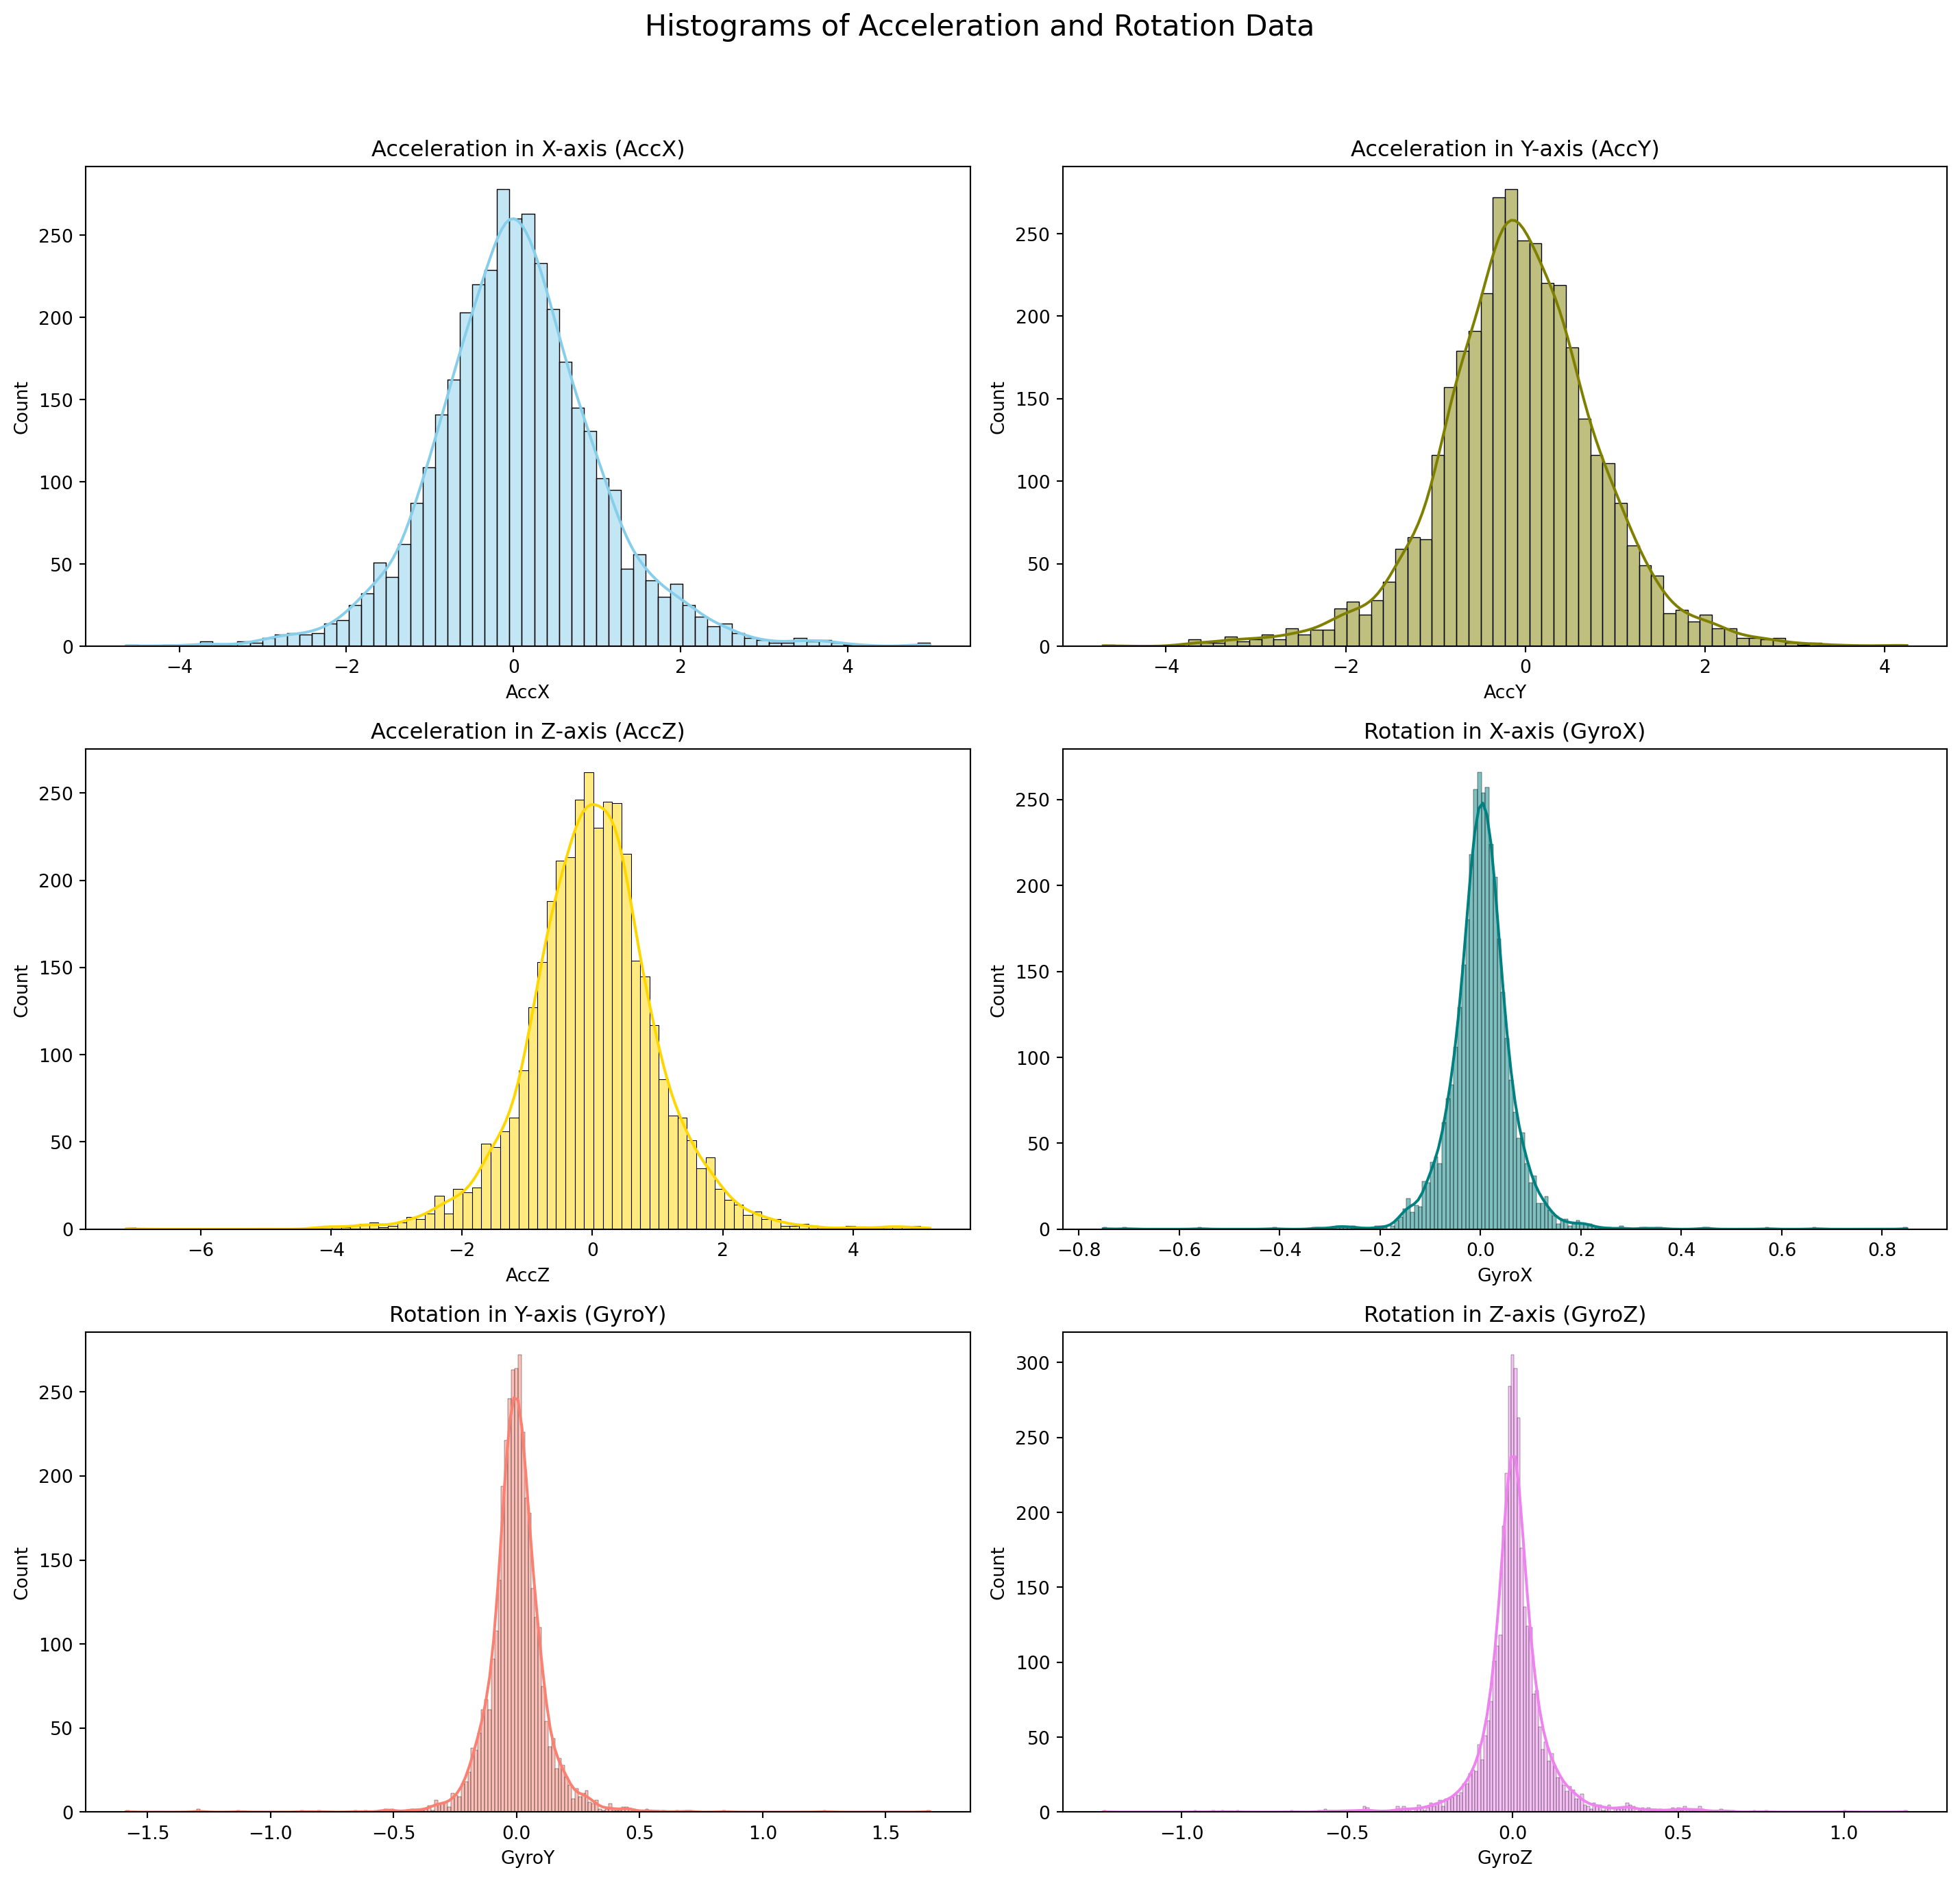 Histograms of Acceleration and Rotation Data
Acceleration in X-axis (AccX)
Count
250
200
150
100
50
0
−4 −2 0 2 4
AccX
Acceleration in Y-axis (AccY)
Count
250
200
150
100
50
0
−4 −2 0 2 4
AccY
Acceleration in Z-axis (AccZ)
Count
250
200
150
100
50
0
−6 −4 −2 0 2 4
AccZ
Rotation in X-axis (GyroX)
Count
250
200
150
100
50
0
−0.8 −0.6 −0.4 −0.2 0.0 0.2 0.4 0.6 0.8
GyroX
Rotation in Y-axis (GyroY)
Count
250
200
150
100
50
0
−1.5 −1.0 −0.5 0.0 0.5 1.0 1.5
GyroY
Rotation in Z-axis (GyroZ)
Count
300
250
200
150
100
50
0
−1.0 −0.5 0.0 0.5 1.0
GyroZ